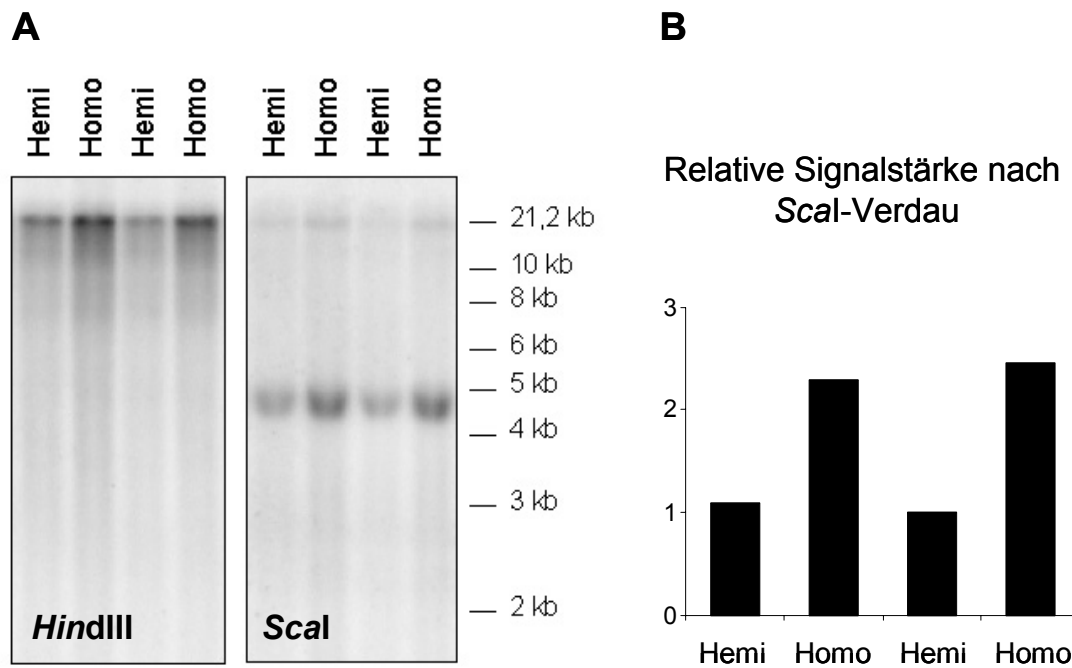 A
Hemi
Homo
Hemi
Homo
Hemi
Homo
Hemi
Homo
21,2 kb
10 kb
8 kb
6 kb
5 kb
4 kb
3 kb
2 kb
HindIII
ScaI
B
Relative Signalstärke nach
ScaI-Verdau
3
2
1
0
Hemi Homo Hemi Homo